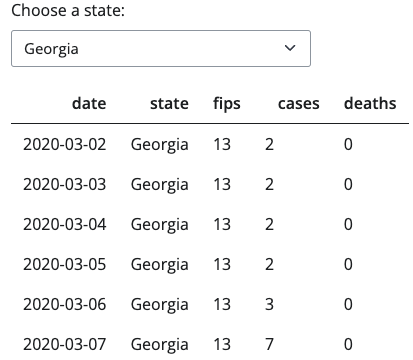 Choose a state:
Georgia
date state fips cases deaths
2020-03-02 Georgia 13 2 0
2020-03-03 Georgia 13 2 0
2020-03-04 Georgia 13 2 0
2020-03-05 Georgia 13 2 0
2020-03-06 Georgia 13 3 0
2020-03-07 Georgia 13 7 0